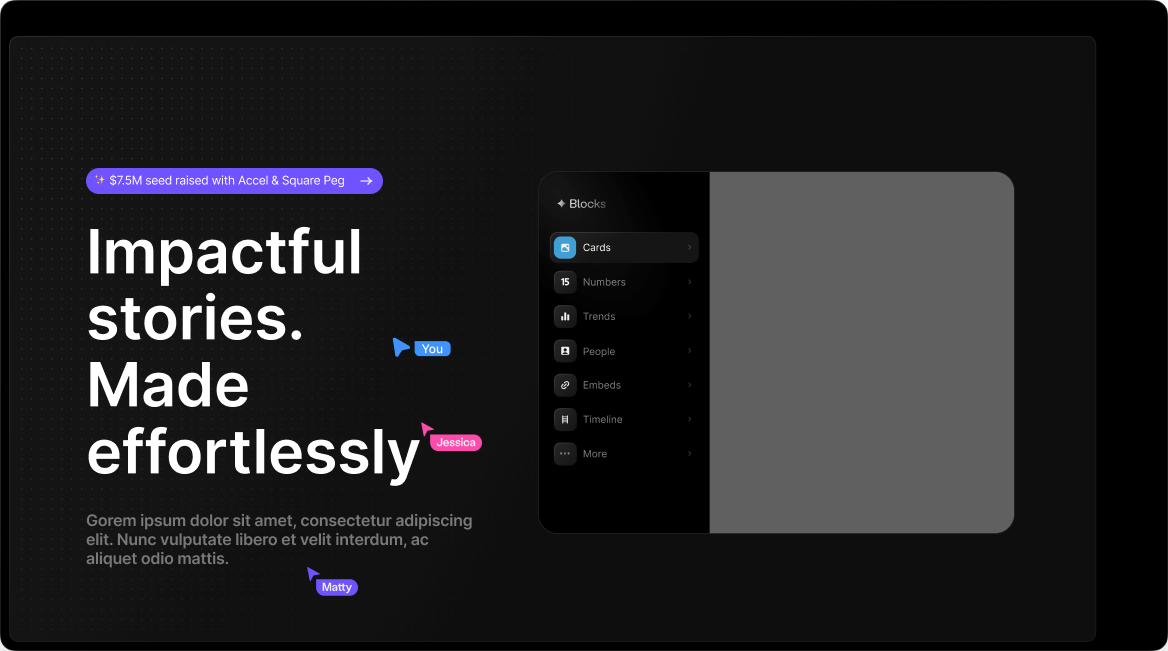 $7.5M seed raised with Accel & Square Peg
Impactful
stories.
Made
effortlessly
You
Jessica
Gorem ipsum dolor sit amet, consectetur adipiscing
elit. Nunc vulputate libero et velit interdum, ac
aliquet odio mattis.
Matty
Blocks
Cards
15 Numbers
Trends
People
Embeds
Timeline
More